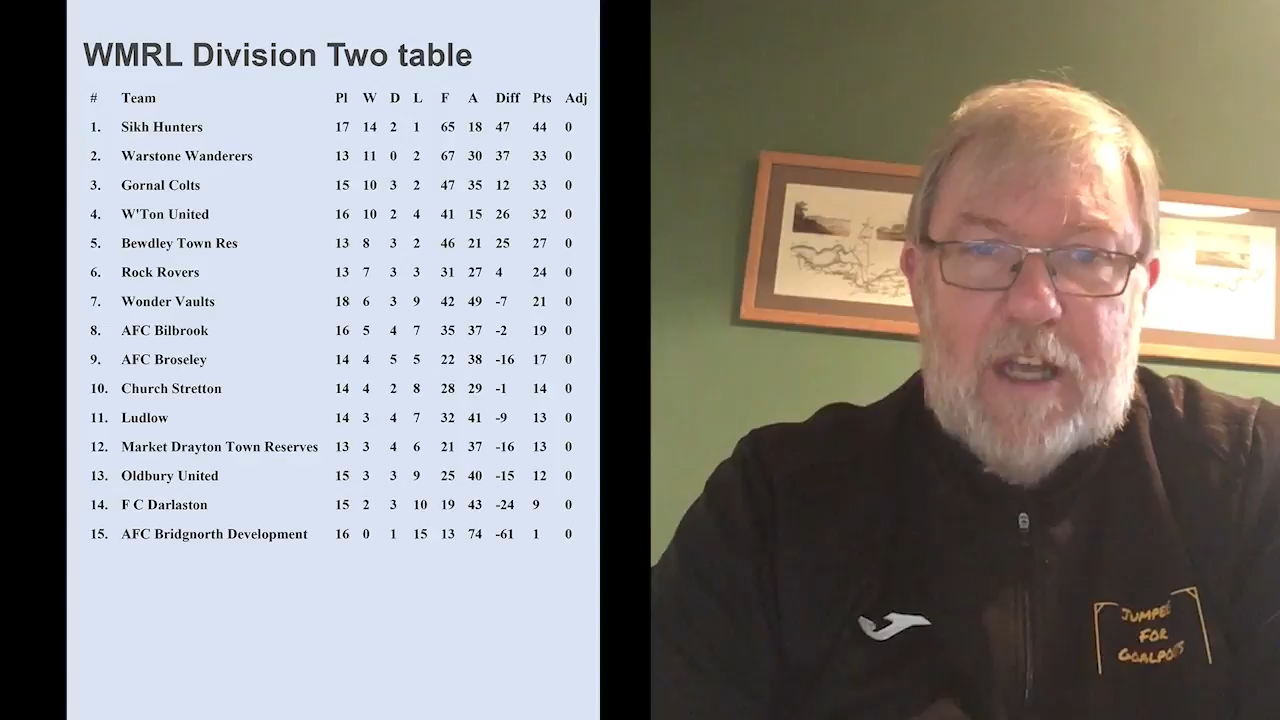 WMRL Division Two table
# Team Pl W D L F A Diff Pts Adj
1. Sikh Hunters 17 14 2 1 65 18 47 44 0
2. Warstone Wanderers 13 11 0 2 67 30 37 33 0
3. Gornal Colts 15 10 3 2 47 35 12 33 0
4. W'Ton United 16 10 2 4 41 15 26 32 0
5. Bewdley Town Res 13 8 3 2 46 21 25 27 0
6. Rock Rovers 13 7 3 3 31 27 4 24 0
7. Wonder Vaults 18 6 3 9 42 49 -7 21 0
8. AFC Bilbrook 16 5 4 7 35 37 -2 19 0
9. AFC Broseley 14 4 5 5 22 38 -16 17 0
10. Church Stretton 14 4 2 8 28 29 -1 14 0
11. Ludlow 14 3 4 7 32 41 -9 13 0
12. Market Drayton Town Reserves 13 3 4 6 21 37 -16 13 0
13. Oldbury United 15 3 3 9 25 40 -15 12 0
14. F C Darlaston 15 2 3 10 19 43 -24 9 0
15. AFC Bridgnorth Development 16 0 1 15 13 74 -61 1 0
FOR
GOALPOSTS